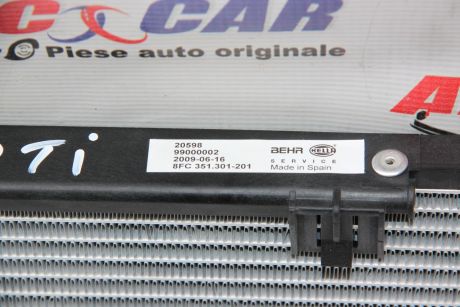 CAR
Piese auto originale
CAR
20598
99000002
2009-06-16
8FC 351.301-201
BEHR HELLA
SERVICE
Made in Spain
Ti